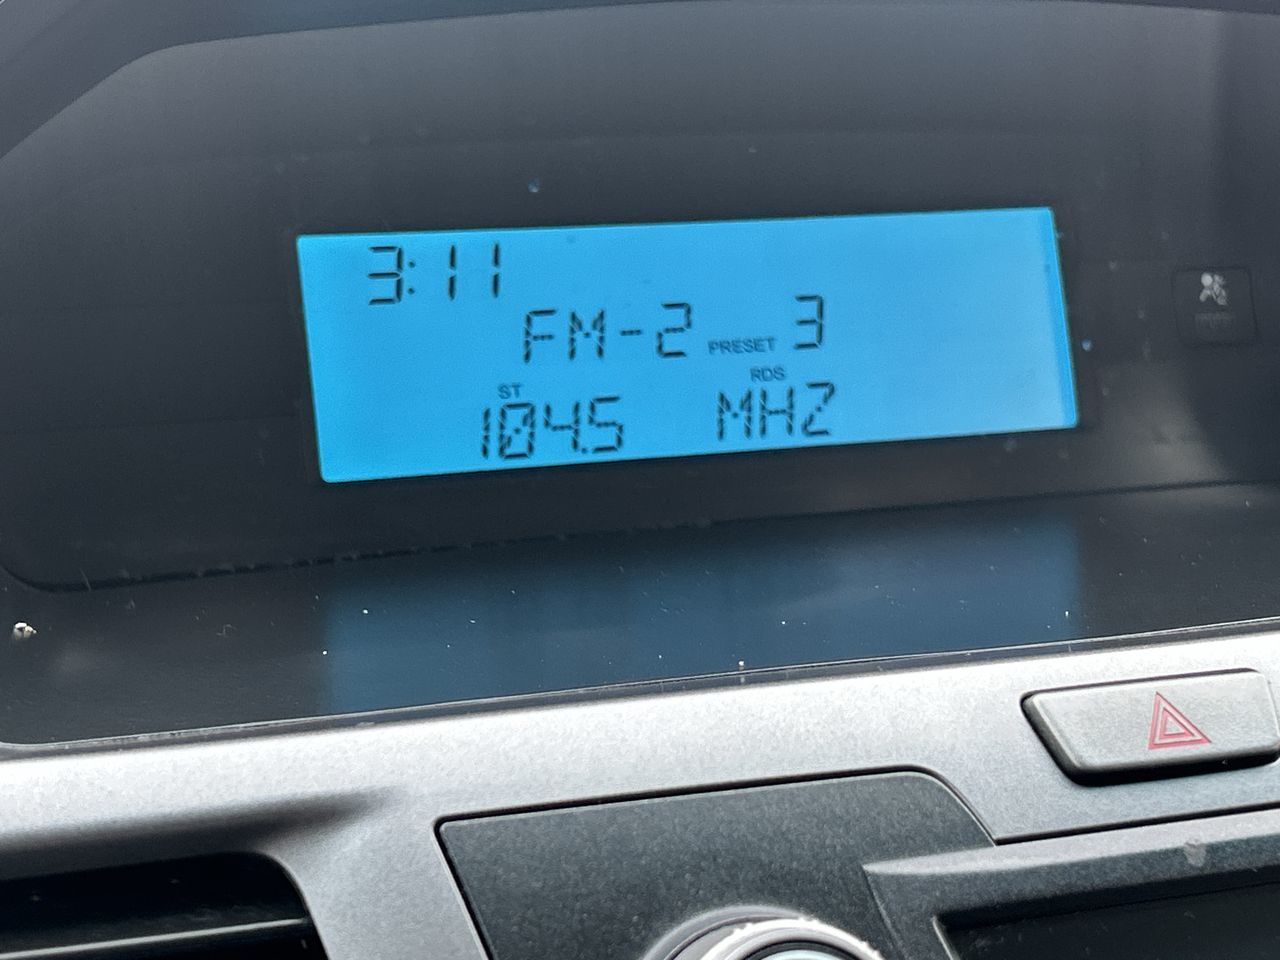 3:11
FM-2 PRESET 3
ST RDS
104.5 MHZ